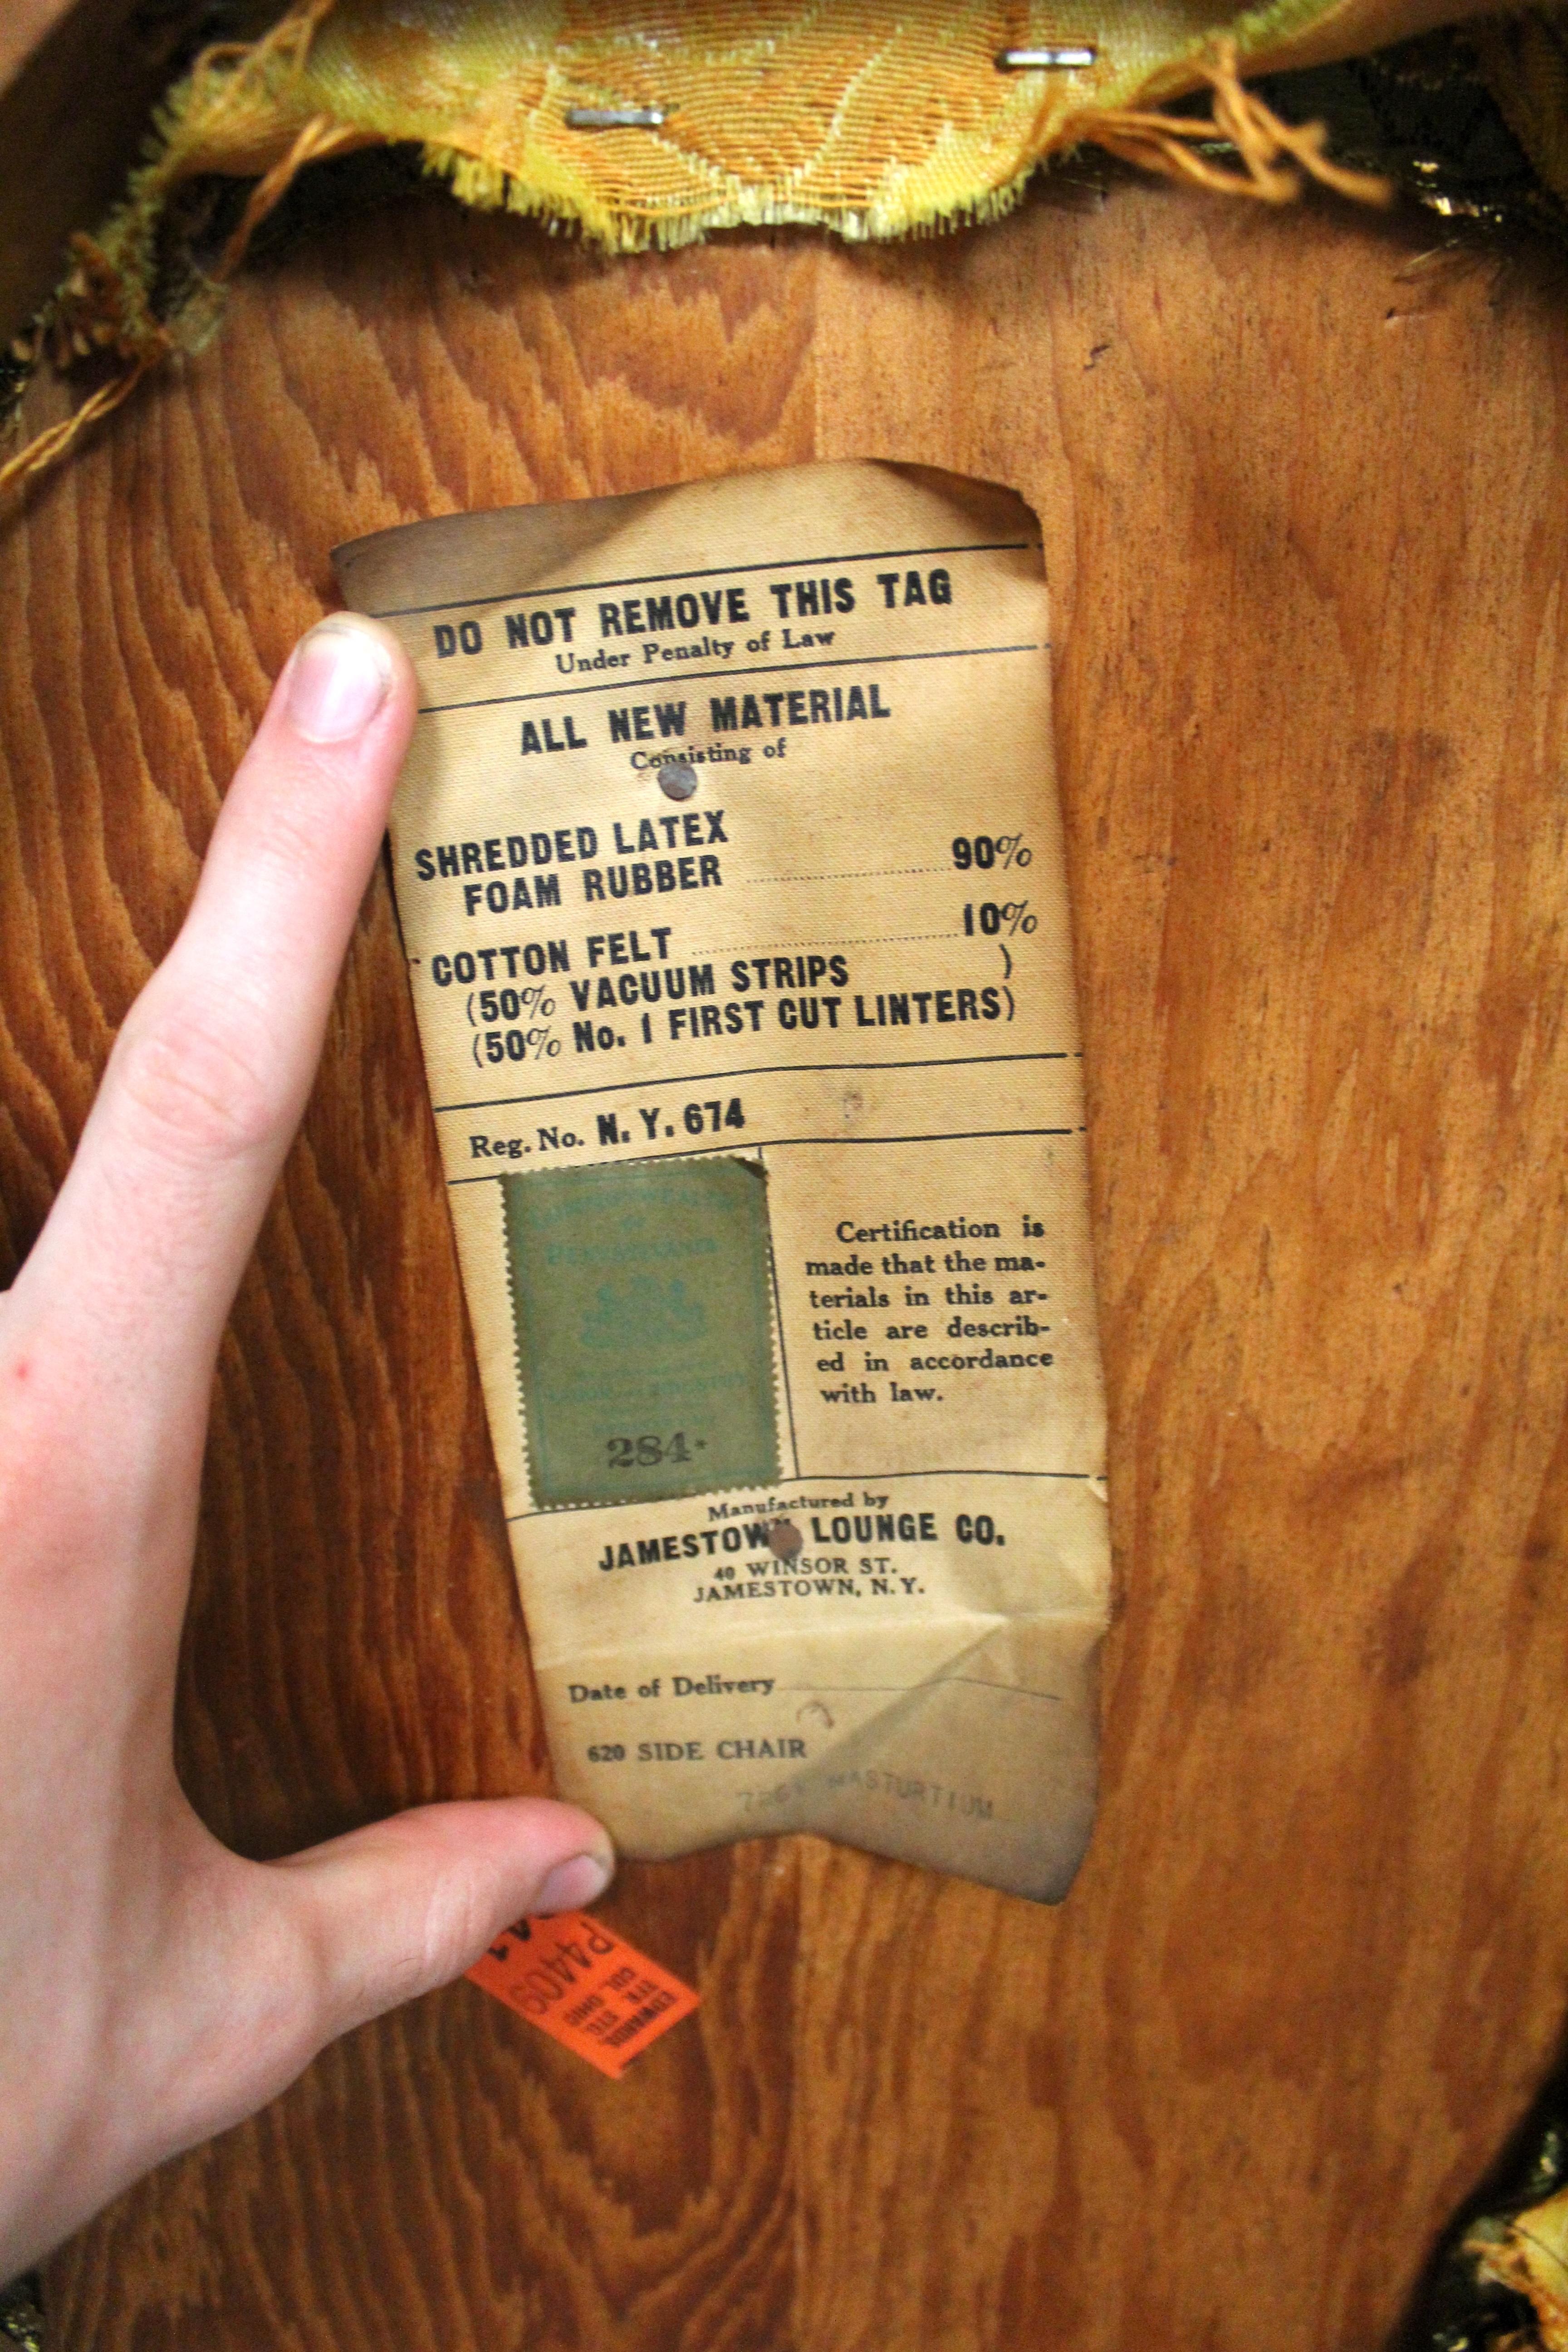 DO NOT REMOVE THIS TAG
Under Penalty of Law
ALL NEW MATERIAL
Consisting of
SHREDDED LATEX
FOAM RUBBER ........ 90%
COTTON FELT ........ 10%
(50% VACUUM STRIPS )
(50% No. 1 FIRST CUT LINTERS)
Reg. No. N. Y. 674
284
Certification is
made that the ma-
terials in this ar-
ticle are describ-
ed in accordance
with law.
Manufactured by
JAMESTOWN LOUNGE CO.
40 WINSOR ST.
JAMESTOWN, N. Y.
Date of Delivery
620 SIDE CHAIR
NASTURTIUM
P4409